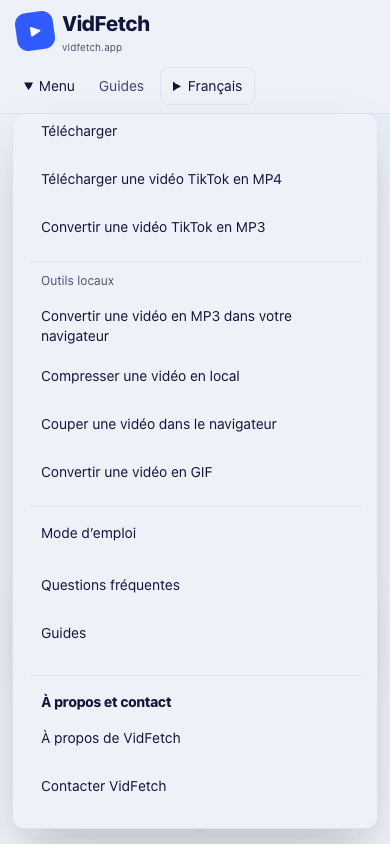 VidFetch
vidfetch.app
Menu
Guides
Français
Télécharger
Télécharger une vidéo TikTok en MP4
Convertir une vidéo TikTok en MP3
Outils locaux
Convertir une vidéo en MP3 dans votre
navigateur
Compresser une vidéo en local
Couper une vidéo dans le navigateur
Convertir une vidéo en GIF
Mode d’emploi
Questions fréquentes
Guides
À propos et contact
À propos de VidFetch
Contacter VidFetch